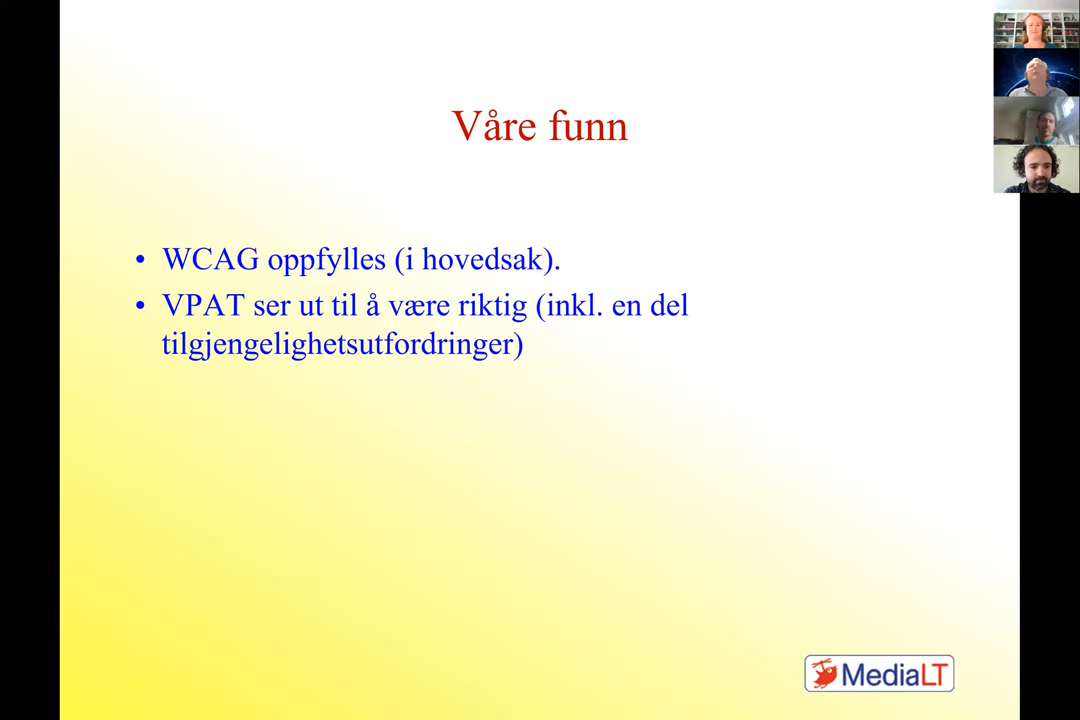 Våre funn
• WCAG oppfylles (i hovedsak).
• VPAT ser ut til å være riktig (inkl. en del
tilgjengelighetsutfordringer)
MediaLT